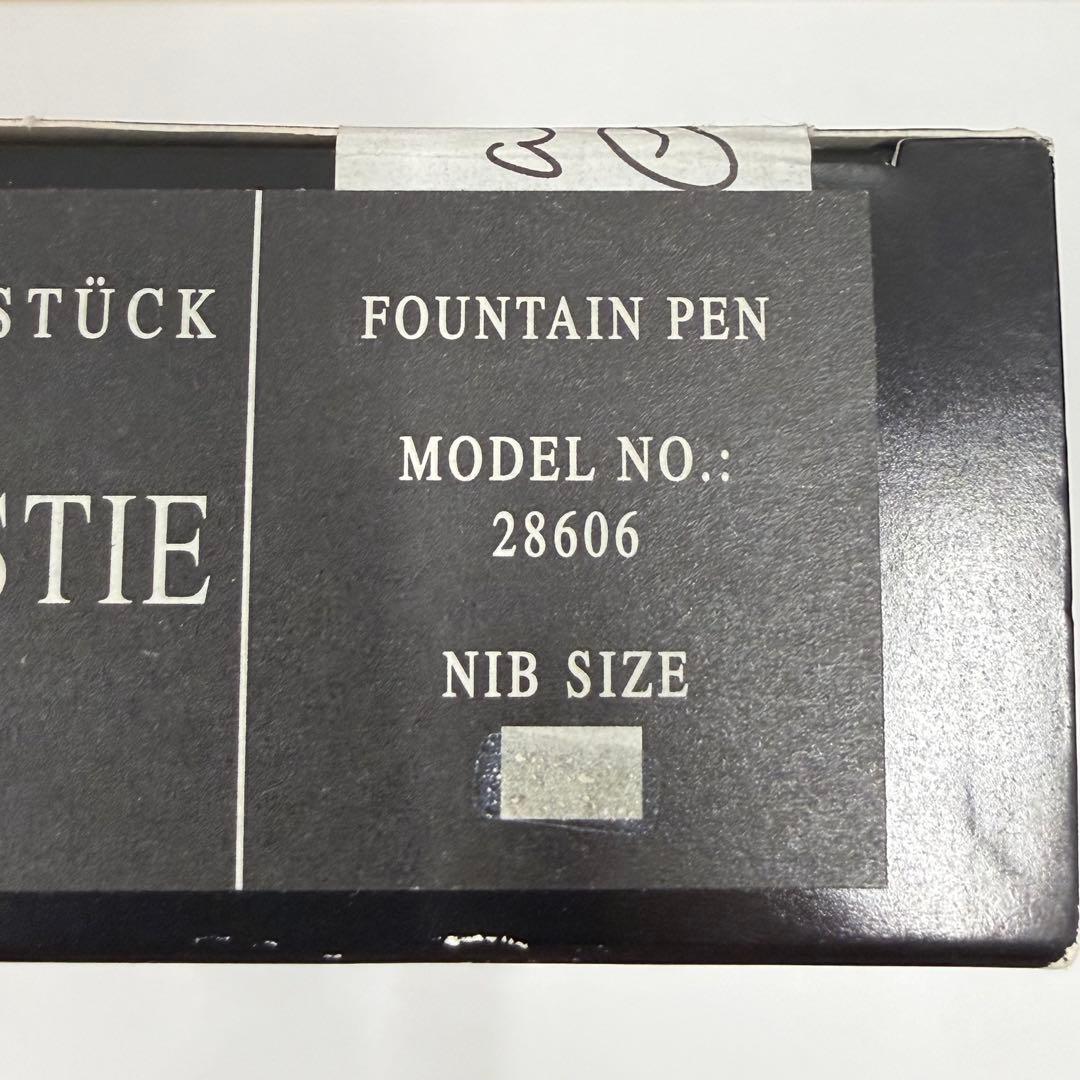 STÜCK
STIE
FOUNTAIN PEN
MODEL NO.:
28606
NIB SIZE